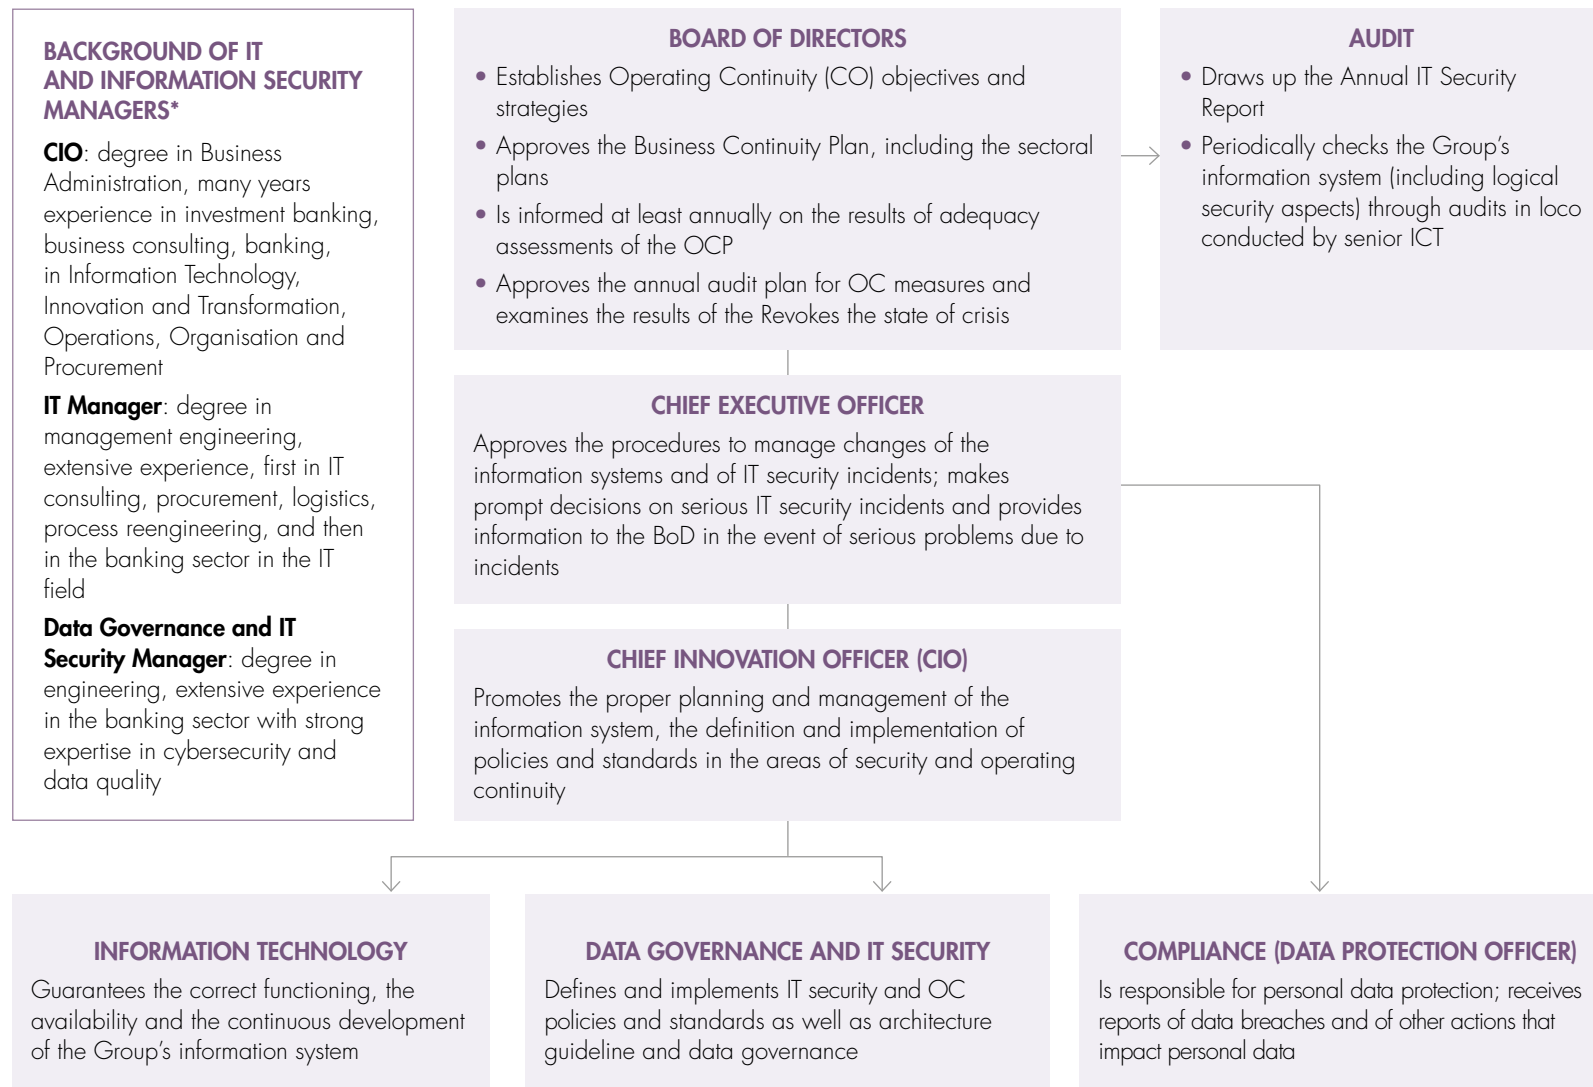 BACKGROUND OF IT
AND INFORMATION SECURITY
MANAGERS*
CIO: degree in Business
Administration, many years
experience in investment banking,
business consulting, banking,
in Information Technology,
Innovation and Transformation,
Operations, Organisation and
Procurement
IT Manager: degree in
management engineering,
extensive experience, first in IT
consulting, procurement, logistics,
process reengineering, and then
in the banking sector in the IT
field
Data Governance and IT
Security Manager: degree in
engineering, extensive experience
in the banking sector with strong
expertise in cybersecurity and
data quality
BOARD OF DIRECTORS
• Establishes Operating Continuity (CO) objectives and
strategies
• Approves the Business Continuity Plan, including the sectoral
plans
• Is informed at least annually on the results of adequacy
assessments of the OCP
• Approves the annual audit plan for OC measures and
examines the results of the Revokes the state of crisis
AUDIT
• Draws up the Annual IT Security
Report
• Periodically checks the Group's
information system (including logical
security aspects) through audits in loco
conducted by senior ICT
CHIEF EXECUTIVE OFFICER
Approves the procedures to manage changes of the
information systems and of IT security incidents; makes
prompt decisions on serious IT security incidents and provides
information to the BoD in the event of serious problems due to
incidents
CHIEF INNOVATION OFFICER (CIO)
Promotes the proper planning and management of the
information system, the definition and implementation of
policies and standards in the areas of security and operating
continuity
INFORMATION TECHNOLOGY
Guarantees the correct functioning, the
availability and the continuous development
of the Group's information system
DATA GOVERNANCE AND IT SECURITY
Defines and implements IT security and OC
policies and standards as well as architecture
guideline and data governance
COMPLIANCE (DATA PROTECTION OFFICER)
Is responsible for personal data protection; receives
reports of data breaches and of other actions that
impact personal data